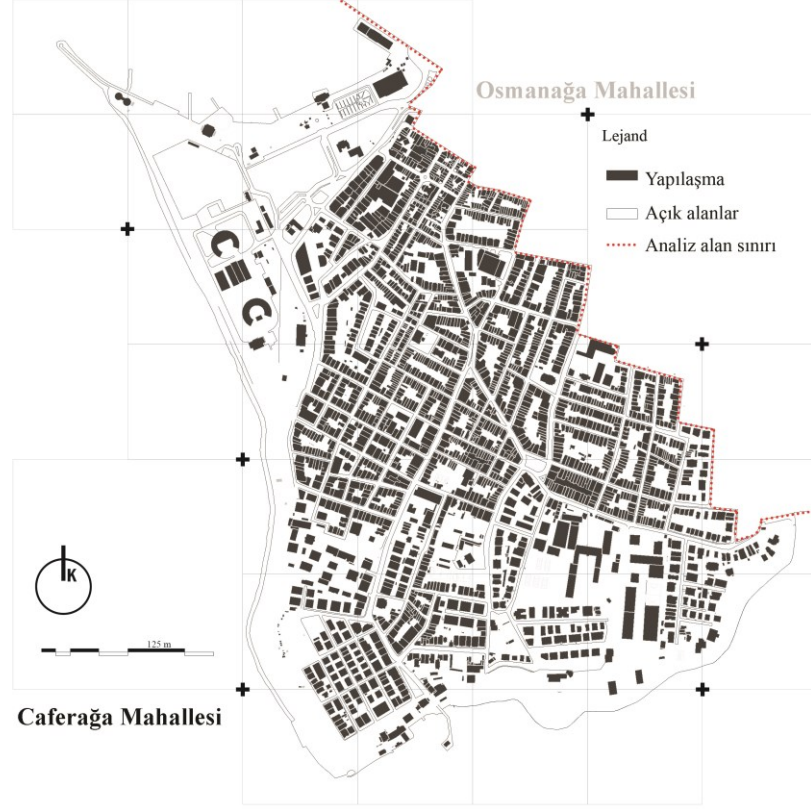 Osmanağa Mahallesi
Lejand
Yapılaşma
Açık alanlar
Analiz alan sınırı
K
125 m
Caferağa Mahallesi